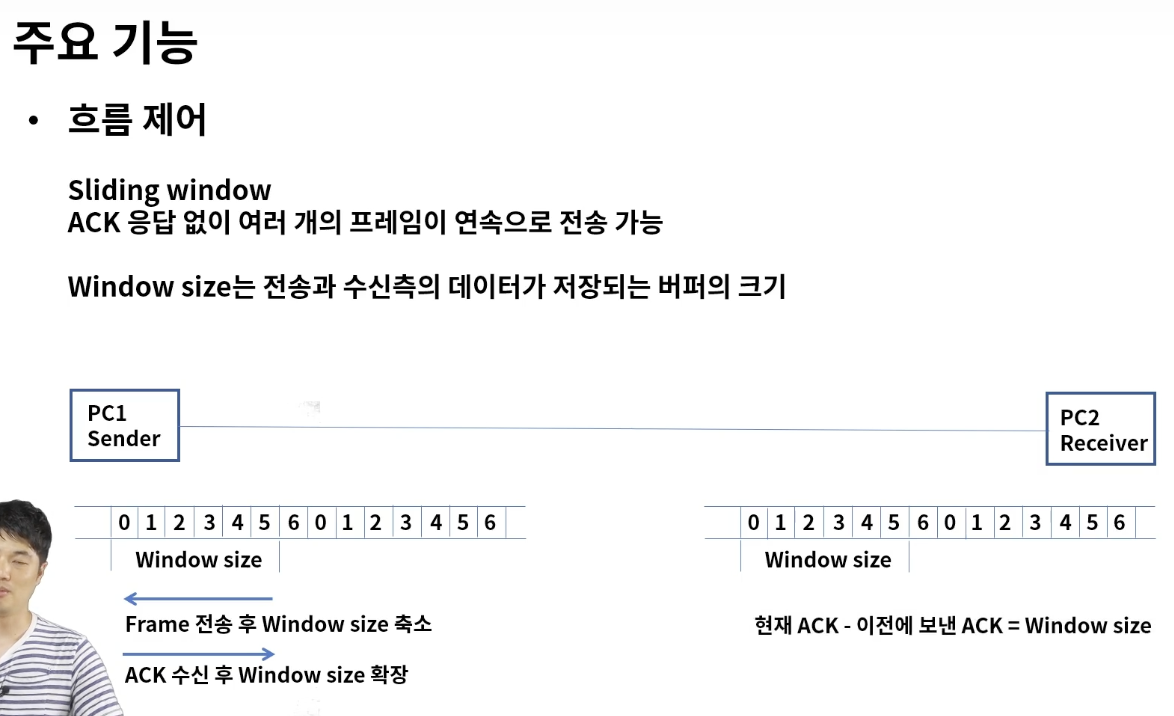 주요 기능
• 흐름 제어
Sliding window
ACK 응답 없이 여러 개의 프레임이 연속으로 전송 가능
Window size는 전송과 수신측의 데이터가 저장되는 버퍼의 크기
PC1
Sender
PC2
Receiver
0 1 2 3 4 5 6 0 1 2 3 4 5 6
Window size
Frame 전송 후 Window size 축소
ACK 수신 후 Window size 확장
0 1 2 3 4 5 6 0 1 2 3 4 5 6
Window size
현재 ACK - 이전에 보낸 ACK = Window size